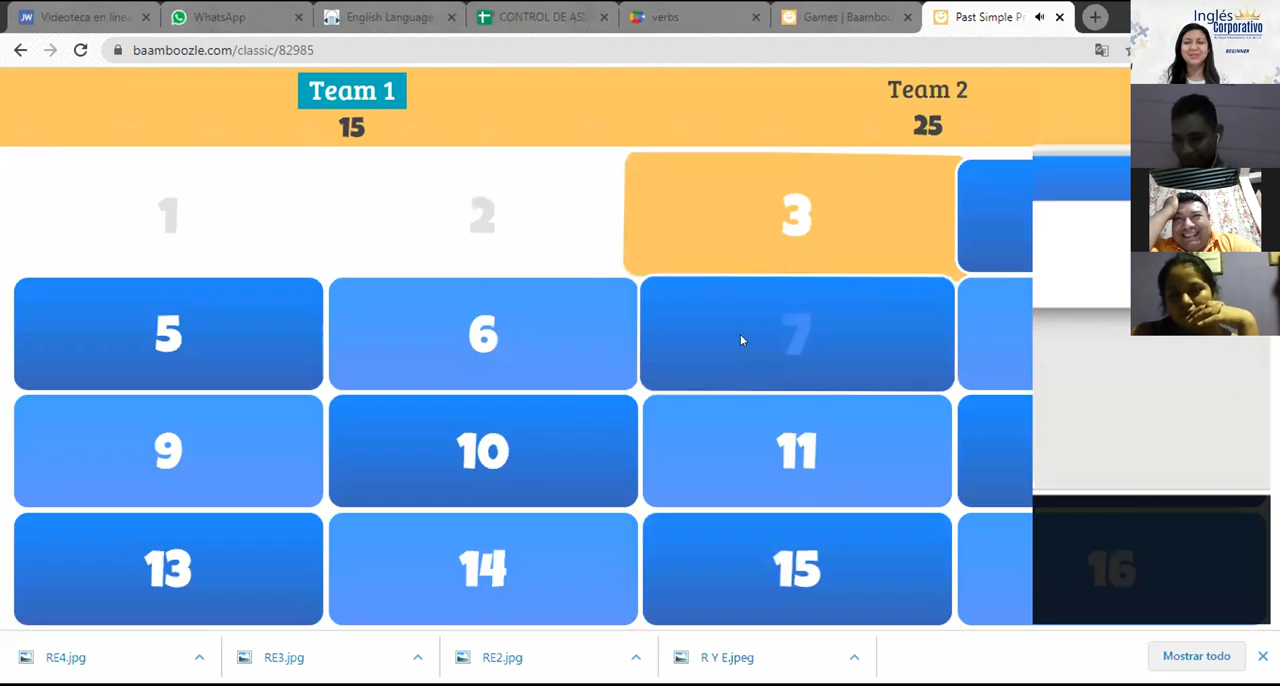 Videoteca en línea
WhatsApp
English Language
CONTROL DE ASI
verbs
Games | Baamboo
Past Simple Pr
baamboozle.com/classic/82985
Inglés
Corporativo
BEGINNER
Team 1
Team 2
15
25
1
2
3
5
6
7
9
10
11
13
14
15
16
RE4.jpg
RE3.jpg
RE2.jpg
R Y E.jpeg
Mostrar todo